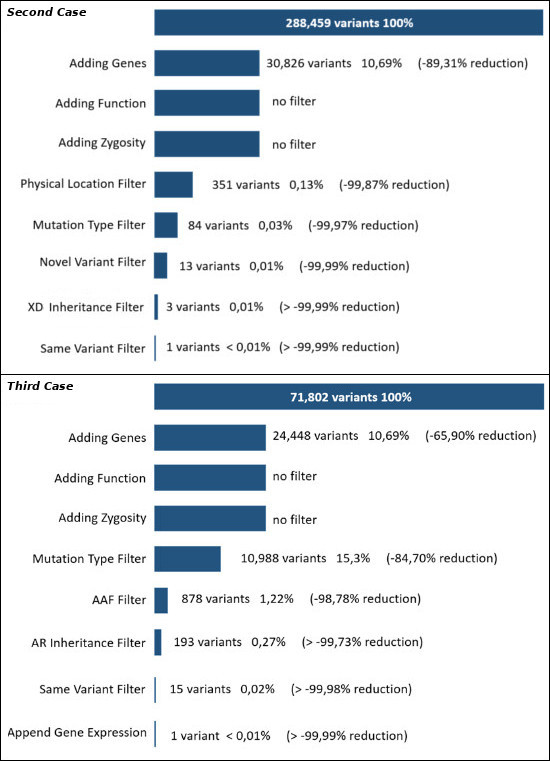 Second Case
288,459 variants 100%
Adding Genes 30,826 variants 10,69% (-89,31% reduction)
Adding Function no filter
Adding Zygosity no filter
Physical Location Filter 351 variants 0,13% (-99,87% reduction)
Mutation Type Filter 84 variants 0,03% (-99,97% reduction)
Novel Variant Filter 13 variants 0,01% (-99,99% reduction)
XD Inheritance Filter 3 variants 0,01% (> -99,99% reduction)
Same Variant Filter 1 variants < 0,01% (> -99,99% reduction)
Third Case
71,802 variants 100%
Adding Genes 24,448 variants 10,69% (-65,90% reduction)
Adding Function no filter
Adding Zygosity no filter
Mutation Type Filter 10,988 variants 15,3% (-84,70% reduction)
AAF Filter 878 variants 1,22% (-98,78% reduction)
AR Inheritance Filter 193 variants 0,27% (> -99,73% reduction)
Same Variant Filter 15 variants 0,02% (> -99,98% reduction)
Append Gene Expression 1 variant < 0,01% (> -99,99% reduction)